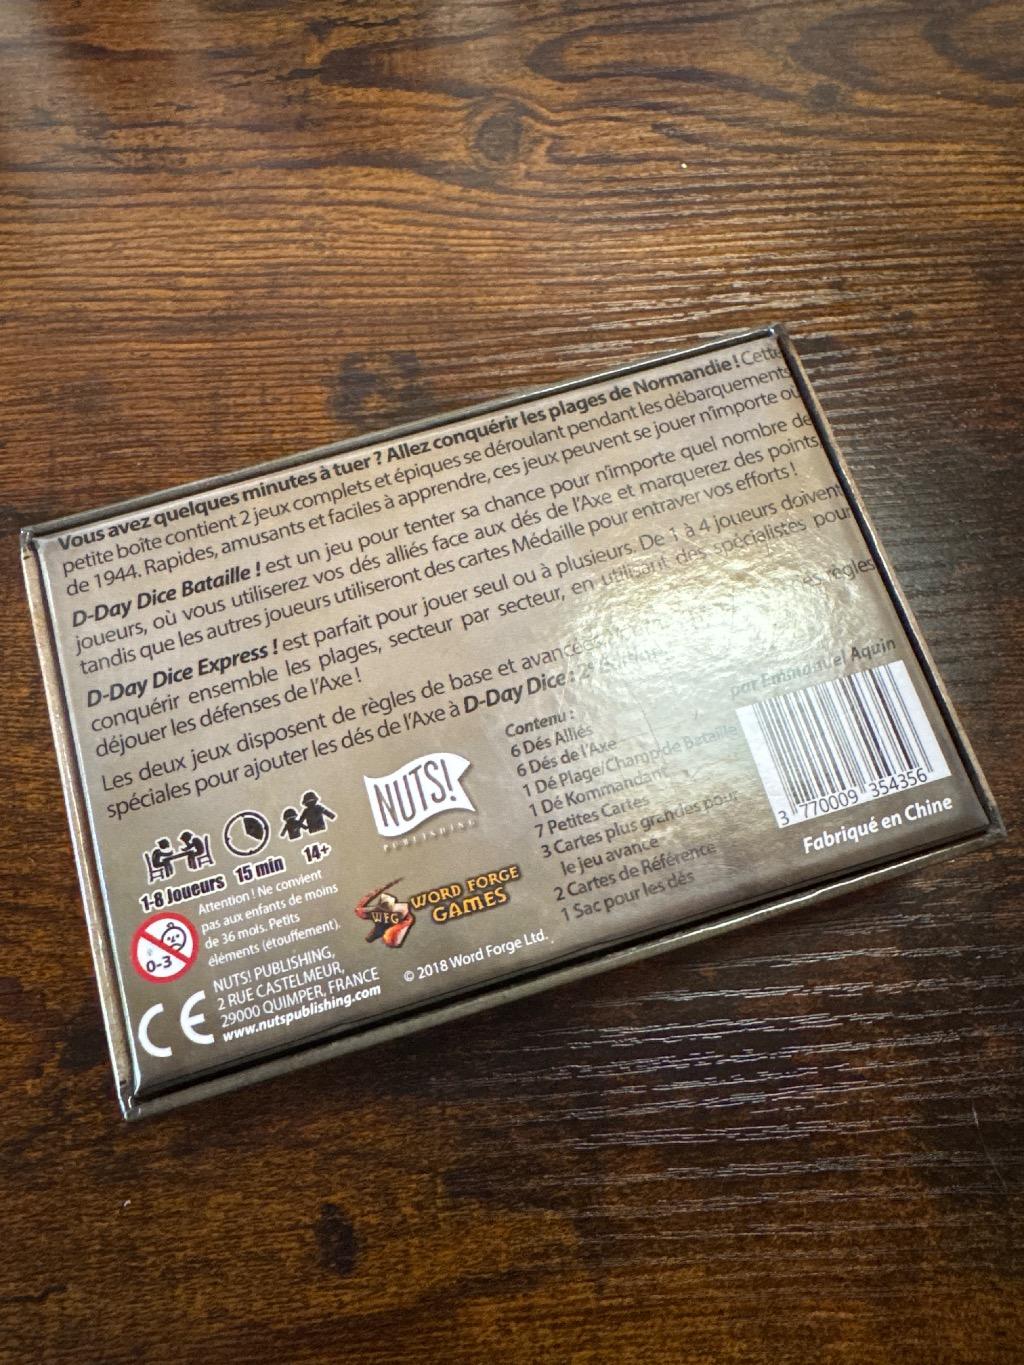 Vous avez quelques minutes à tuer ? Allez conquérir les plages de Normandie ! Cette
petite boîte contient 2 jeux complets et épiques se déroulant pendant les débarquements
de 1944. Rapides, amusants et faciles à apprendre, ces jeux peuvent se jouer n'importe où
D-Day Dice Bataille ! est un jeu pour tenter sa chance pour n'importe quel nombre de
joueurs, où vous utiliserez vos dés alliés face aux dés de l'Axe et marquerez des points,
tandis que les autres joueurs utiliseront des cartes Médaille pour entraver vos efforts !
D-Day Dice Express ! est parfait pour jouer seul ou à plusieurs. De 1 à 4 joueurs doivent
conquérir ensemble les plages, secteur par secteur, en utilisant des spécialistes pour
déjouer les défenses de l'Axe !
Les deux jeux disposent de règles de base et règles
spéciales pour ajouter les dés de l'Axe à D-Day Dice :
par Emmanuel Aquin
Contenu :
6 Dés Alliés
6 Dés de l'Axe
1 Dé Plage/Champ de Bataille
1 Dé Kommandant
7 Petites Cartes
3 Cartes plus grandes pour
le jeu avancé
2 Cartes de Référence
1 Sac pour les dés
3 770009 354356
Fabriqué en Chine
NUTS!
PUBLISHING
WFG
WORD FORGE
GAMES
© 2018 Word Forge Ltd.
1-8 Joueurs 15 min 14+
0-3
Attention ! Ne convient
pas aux enfants de moins
de 36 mois. Petits
éléments (étouffement).
CE
NUTS! PUBLISHING,
2 RUE CASTELMEUR,
29000 QUIMPER, FRANCE
www.nutspublishing.com